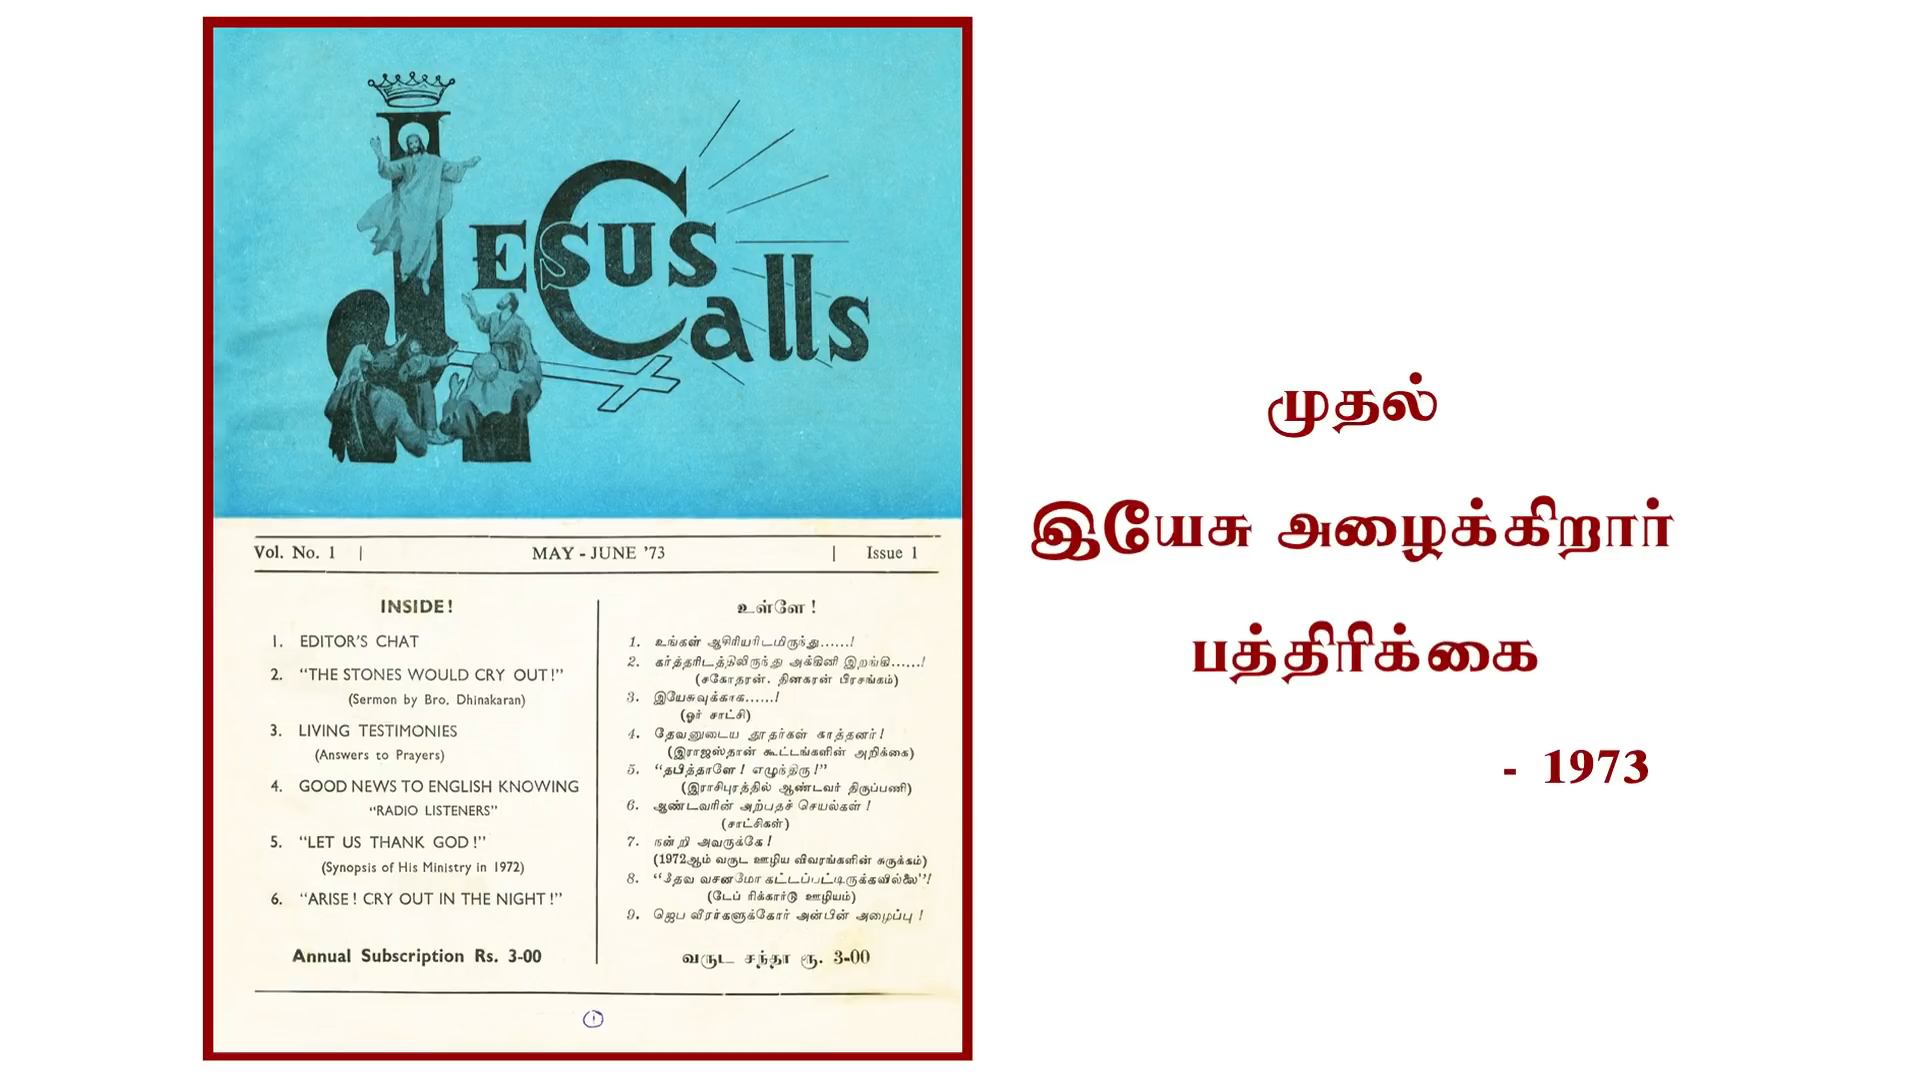 JESUS
Calls
Vol. No. 1 | MAY - JUNE '73 | Issue 1
INSIDE!
1. EDITOR'S CHAT
2. "THE STONES WOULD CRY OUT!"
(Sermon by Bro. Dhinakaran)
3. LIVING TESTIMONIES
(Answers to Prayers)
4. GOOD NEWS TO ENGLISH KNOWING
"RADIO LISTENERS"
5. "LET US THANK GOD!"
(Synopsis of His Ministry in 1972)
6. "ARISE! CRY OUT IN THE NIGHT!"
Annual Subscription Rs. 3-00
உள்ளே!
1. உங்கள் ஆசிரியரிடமிருந்து......!
2. கர்த்தரிடத்திலிருந்து அக்கினி இறங்கி......!
(சகோதரன். தினகரன் பிரசங்கம்)
3. இயேசுவுக்காக......!
(ஓர் சாட்சி)
4. தேவனுடைய தூதர்கள் காத்தனர்!
(இராஜஸ்தான் கூட்டங்களின் அறிக்கை)
5. "தபித்தாளே! எழுந்திரு!"
(இராசிபுரத்தில் ஆண்டவர் திருப்பணி)
6. ஆண்டவரின் அற்புதச் செயல்கள்!
(சாட்சிகள்)
7. நன்றி அவருக்கே!
(1972ஆம் வருட ஊழிய விவரங்களின் சுருக்கம்)
8. "தேவ வசனமோ கட்டப்பட்டிருக்கவில்லை"!
(டேப் ரிக்கார்டு ஊழியம்)
9. ஜெப வீரர்களுக்கோர் அன்பின் அழைப்பு!
வருட சந்தா ரூ. 3-00
1
முதல்
இயேசு அழைக்கிறார்
பத்திரிக்கை
- 1973